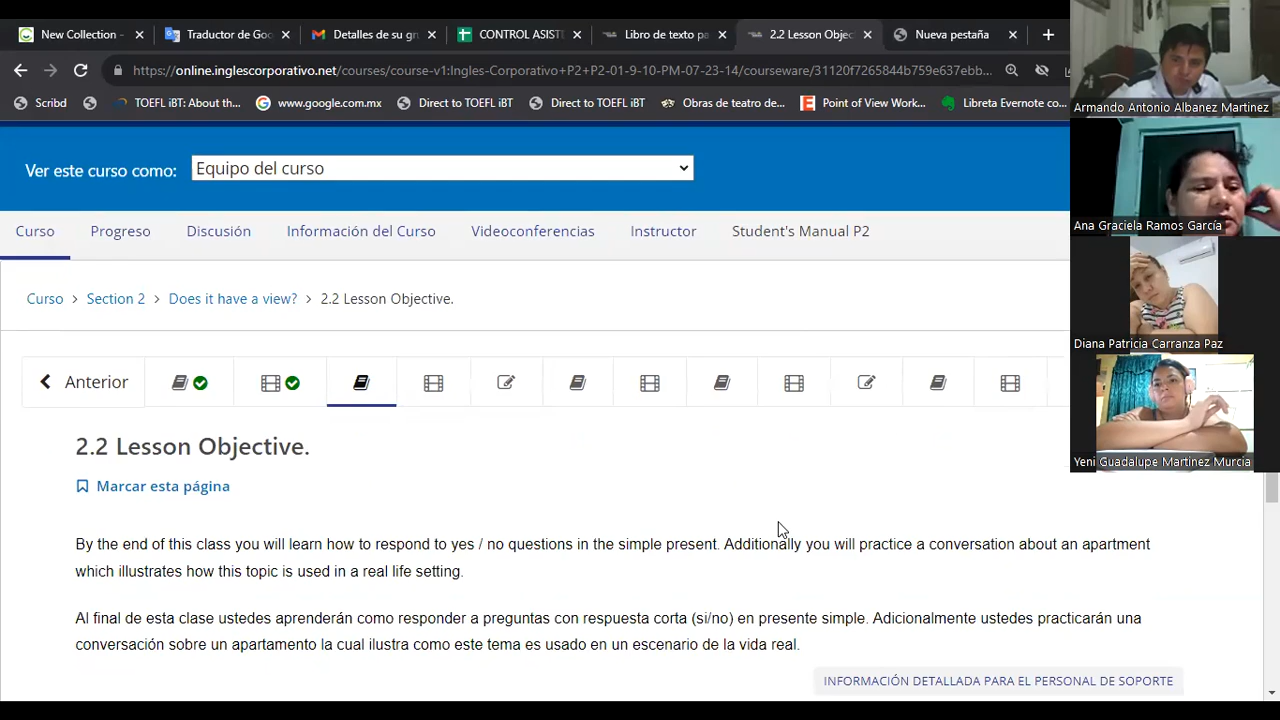 New Collection -
Traductor de Goo
Detalles de su gr
CONTROL ASIST
Libro de texto pa
2.2 Lesson Objec
Nueva pestaña
https://online.inglescorporativo.net/courses/course-v1:Ingles-Corporativo+P2+P2-01-9-10-PM-07-23-14/courseware/31120f7265844b759e637ebb...
Scribd
TOEFL iBT: About th...
www.google.com.mx
Direct to TOEFL iBT
Direct to TOEFL iBT
Obras de teatro de...
Point of View Work...
Libreta Evernote co...
Armando Antonio Albanez Martinez
Ver este curso como:
Equipo del curso
Ana Graciela Ramos García
Curso
Progreso
Discusión
Información del Curso
Videoconferencias
Instructor
Student's Manual P2
Curso > Section 2 > Does it have a view? > 2.2 Lesson Objective.
Diana Patricia Carranza Paz
Anterior
2.2 Lesson Objective.
Yeni Guadalupe Martinez Murcia
Marcar esta página
By the end of this class you will learn how to respond to yes / no questions in the simple present. Additionally you will practice a conversation about an apartment
which illustrates how this topic is used in a real life setting.
Al final de esta clase ustedes aprenderán como responder a preguntas con respuesta corta (si/no) en presente simple. Adicionalmente ustedes practicarán una
conversación sobre un apartamento la cual ilustra como este tema es usado en un escenario de la vida real.
INFORMACIÓN DETALLADA PARA EL PERSONAL DE SOPORTE